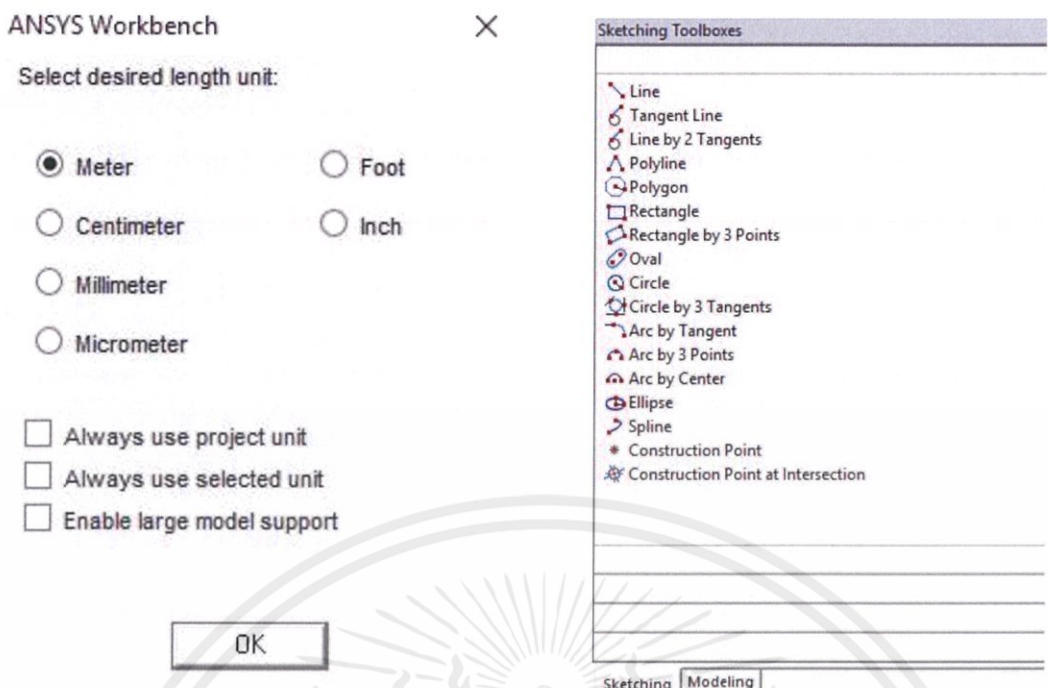 ANSYS Workbench
Select desired length unit:
Meter
Foot
Centimeter
Inch
Millimeter
Micrometer
Always use project unit
Always use selected unit
Enable large model support
OK
Sketching Toolboxes
Line
Tangent Line
Line by 2 Tangents
Polyline
Polygon
Rectangle
Rectangle by 3 Points
Oval
Circle
Circle by 3 Tangents
Arc by Tangent
Arc by 3 Points
Arc by Center
Ellipse
Spline
Construction Point
Construction Point at Intersection
Sketching Modeling